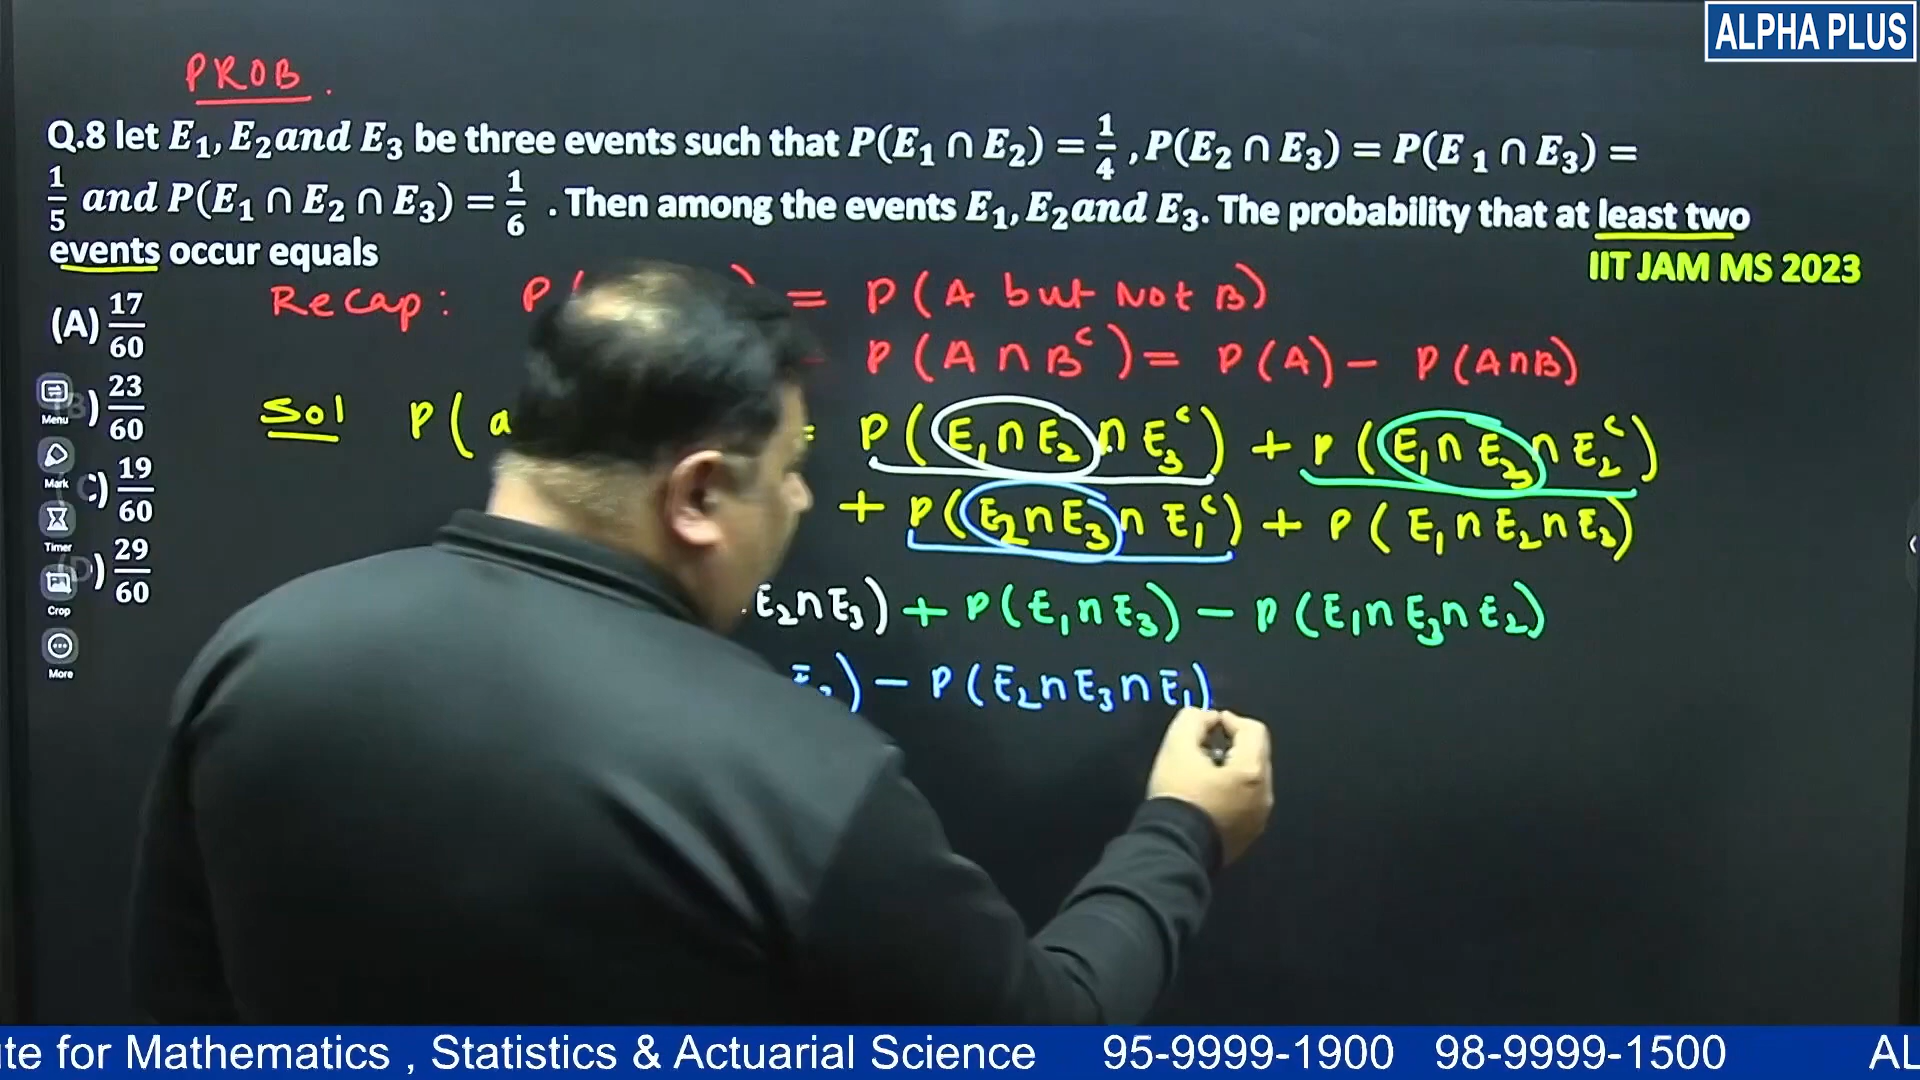 ALPHA PLUS
PROB.
Q.8 let E₁, E₂and E₃ be three events such that P(E₁ ∩ E₂) = 1/4 , P(E₂ ∩ E₃) = P(E ₁ ∩ E₃) =
1/5 and P(E₁ ∩ E₂ ∩ E₃) = 1/6 . Then among the events E₁, E₂and E₃. The probability that at least two
events occur equals
IIT JAM MS 2023
Recap: P( ) = P(A but Not B)
P(A∩Bᶜ) = P(A) - P(A∩B)
(A) 17/60
) 23/60
) 19/60
) 29/60
Menu
Mark
Timer
Crop
More
Sol P(a = P(E₁∩E₂∩E₃ᶜ) + P(E₁∩E₃∩E₂ᶜ)
+ P(E₂∩E₃∩E₁ᶜ) + P(E₁∩E₂∩E₃)
E₂∩E₃) + P(E₁∩E₃) - P(E₁∩E₃∩E₂)
) - P(E₂∩E₃∩E₁)
te for Mathematics , Statistics & Actuarial Science 95-9999-1900 98-9999-1500 AL